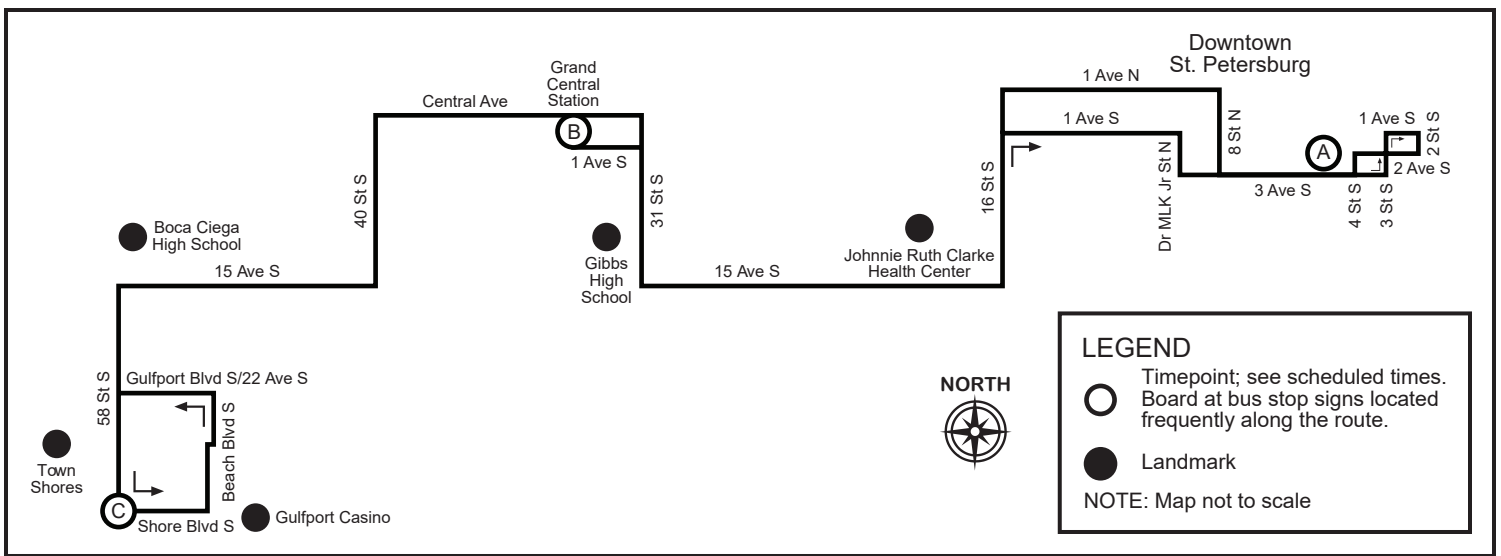 Downtown
St. Petersburg
1 Ave N
8 St N
1 Ave S
Dr MLK Jr St N
3 Ave S
A
1 Ave S
2 St S
2 Ave S
4 St S
3 St S
16 St S
Johnnie Ruth Clarke
Health Center
15 Ave S
Gibbs
High
School
31 St S
Grand
Central
Station
B
1 Ave S
Central Ave
40 St S
15 Ave S
Boca Ciega
High School
58 St S
Gulfport Blvd S/22 Ave S
Beach Blvd S
Town
Shores
C
Shore Blvd S
Gulfport Casino
NORTH
LEGEND
Timepoint; see scheduled times.
Board at bus stop signs located
frequently along the route.
Landmark
NOTE: Map not to scale